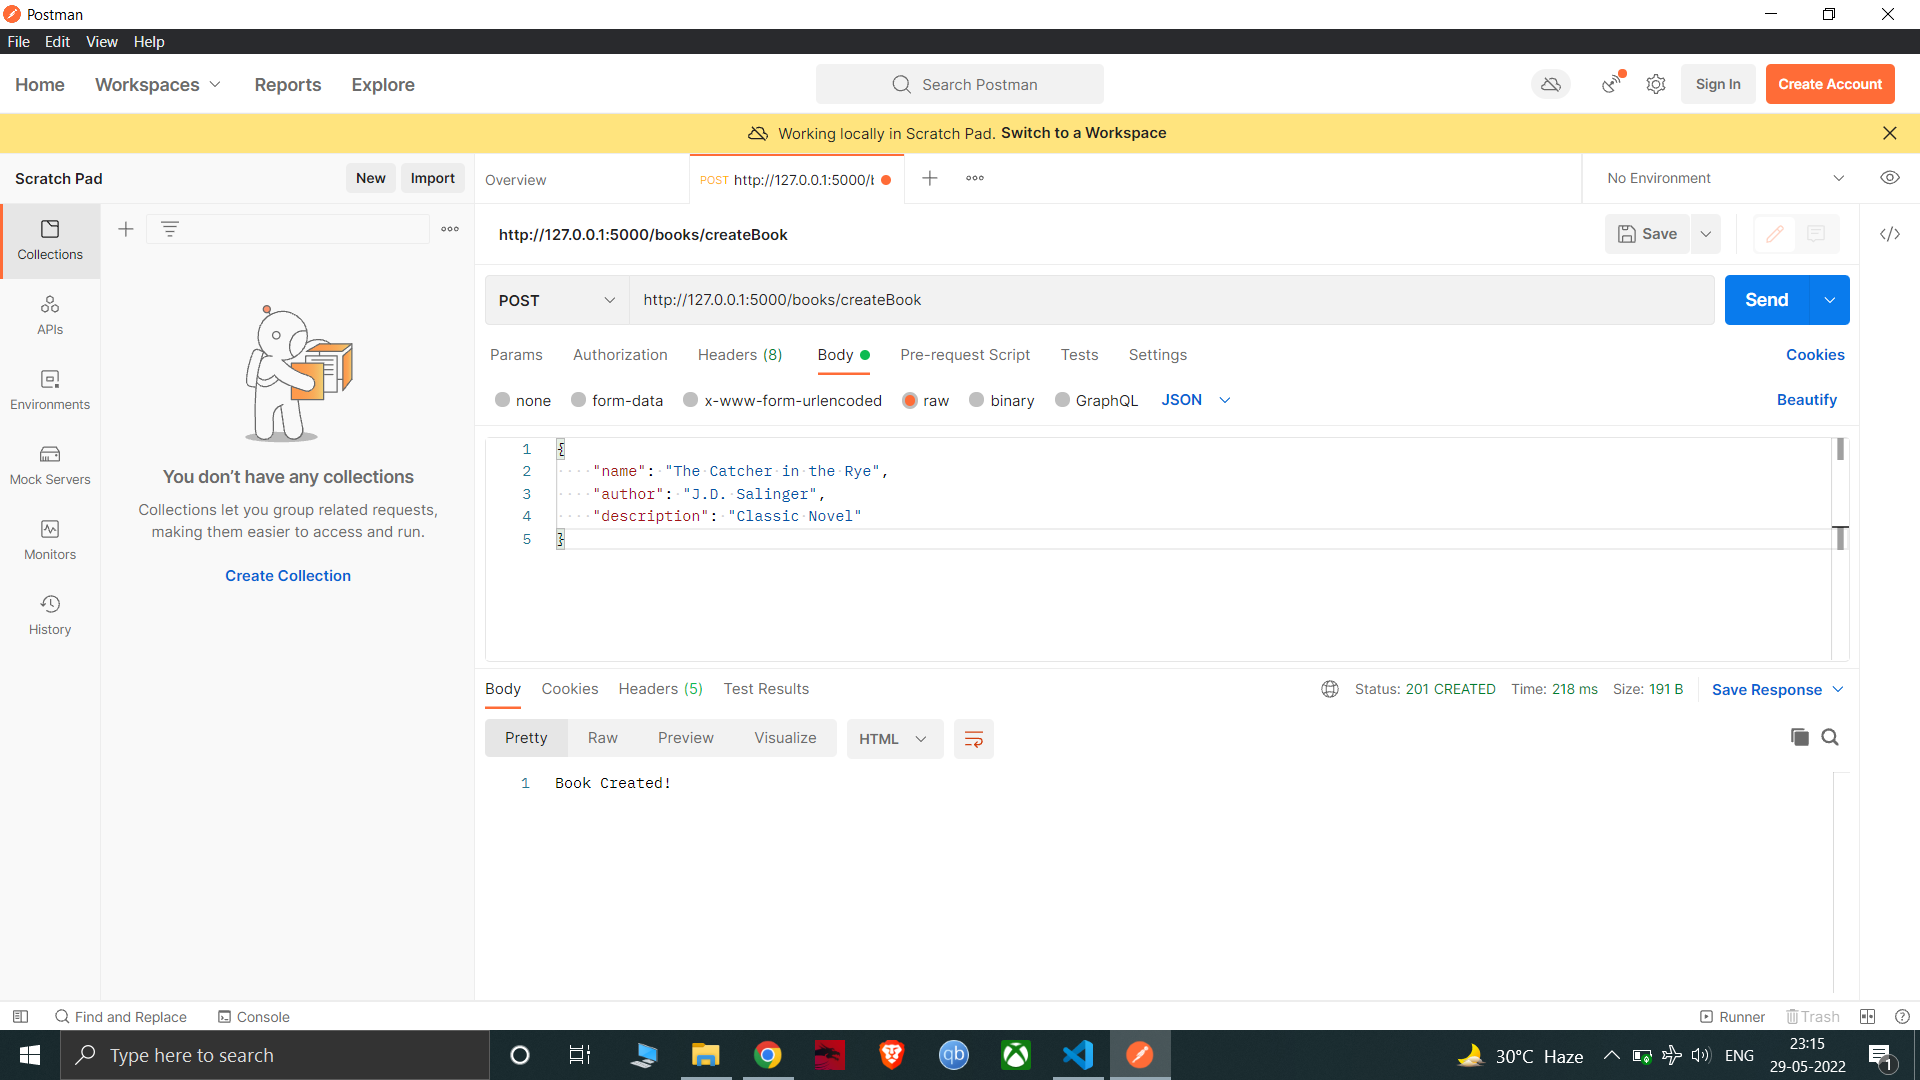 Postman
File Edit View Help
Home Workspaces Reports Explore Search Postman Sign In Create Account
Working locally in Scratch Pad. Switch to a Workspace
Scratch Pad New Import Overview POST http://127.0.0.1:5000/b No Environment
Collections
APIs
Environments
Mock Servers
Monitors
History
You don't have any collections
Collections let you group related requests,
making them easier to access and run.
Create Collection
http://127.0.0.1:5000/books/createBook Save
POST http://127.0.0.1:5000/books/createBook Send
Params Authorization Headers (8) Body Pre-request Script Tests Settings Cookies
none form-data x-www-form-urlencoded raw binary GraphQL JSON Beautify
1 {
2 "name": "The Catcher in the Rye",
3 "author": "J.D. Salinger",
4 "description": "Classic Novel"
5 }
Body Cookies Headers (5) Test Results Status: 201 CREATED Time: 218 ms Size: 191 B Save Response
Pretty Raw Preview Visualize HTML
1 Book Created!
Find and Replace Console Runner Trash
Type here to search qb 30°C Haze ENG 23:15
29-05-2022 1